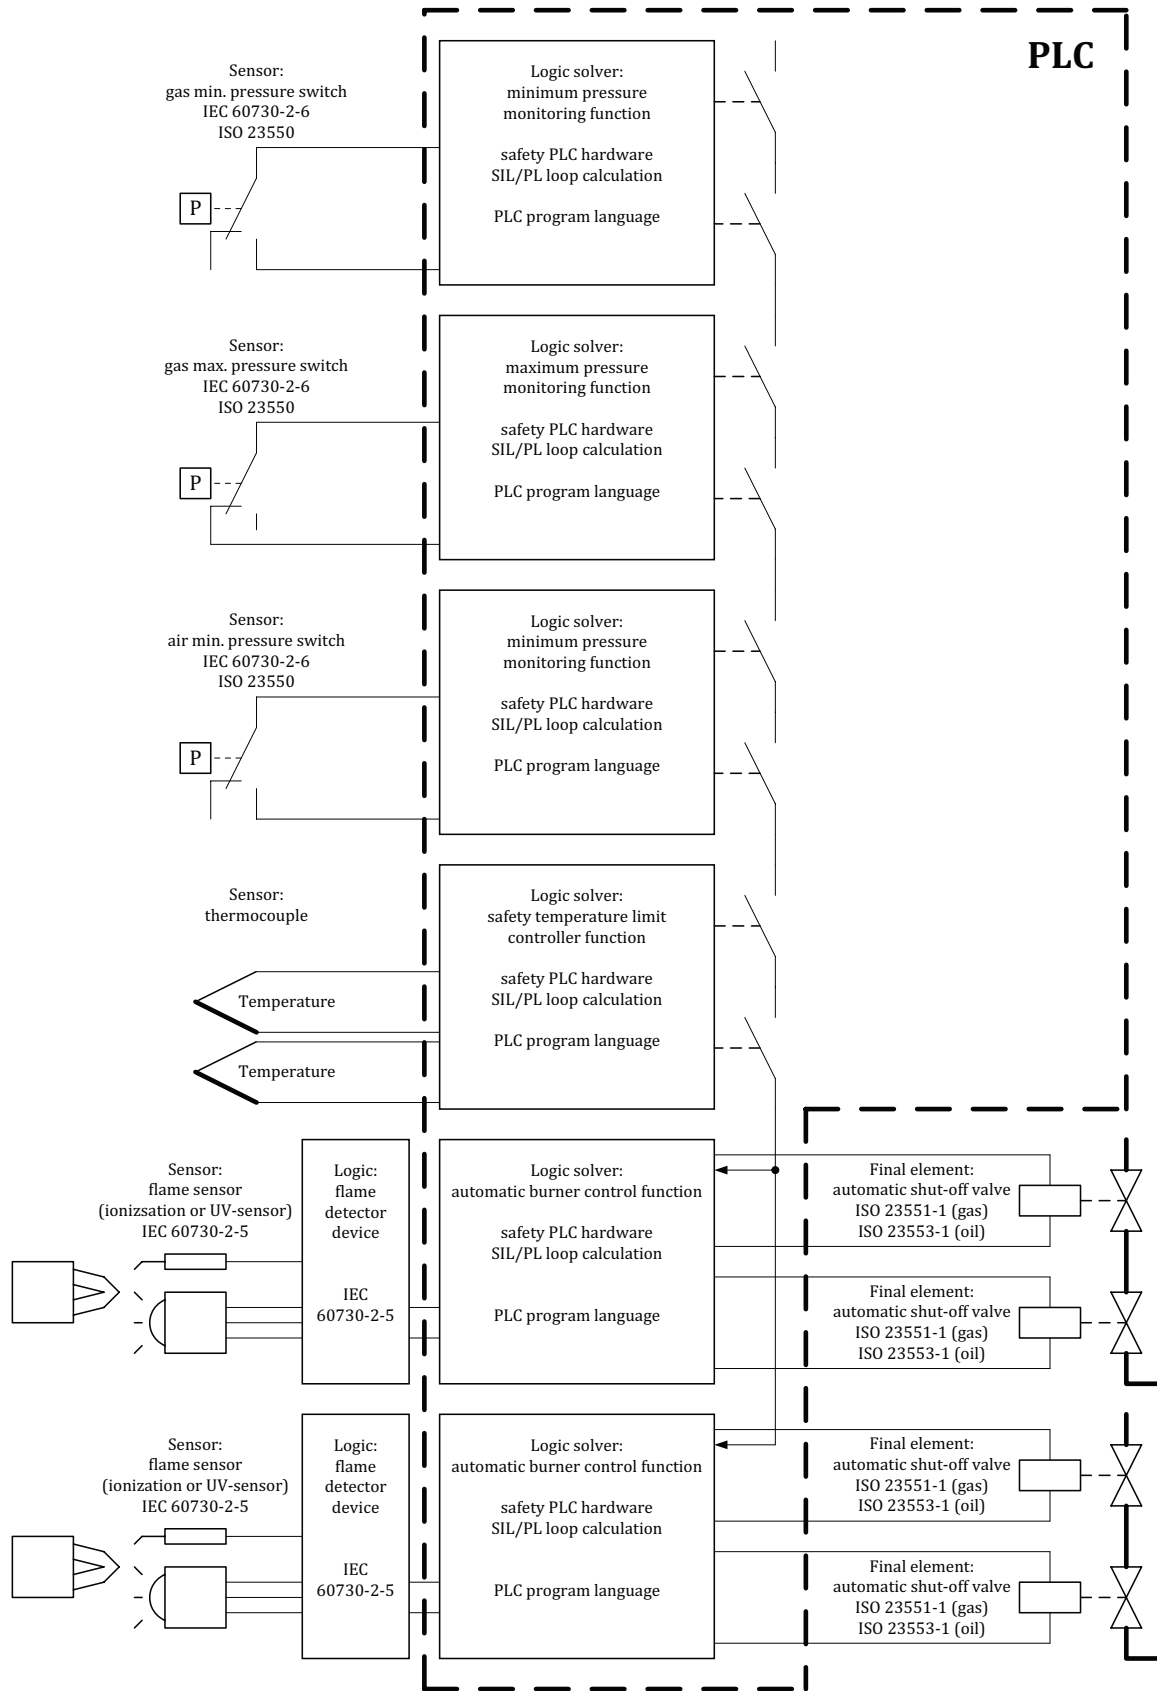 PLC
Sensor:
gas min. pressure switch
IEC 60730-2-6
ISO 23550
P
Logic solver:
minimum pressure
monitoring function
safety PLC hardware
SIL/PL loop calculation
PLC program language
Sensor:
gas max. pressure switch
IEC 60730-2-6
ISO 23550
P
Logic solver:
maximum pressure
monitoring function
safety PLC hardware
SIL/PL loop calculation
PLC program language
Sensor:
air min. pressure switch
IEC 60730-2-6
ISO 23550
P
Logic solver:
minimum pressure
monitoring function
safety PLC hardware
SIL/PL loop calculation
PLC program language
Sensor:
thermocouple
Temperature
Temperature
Logic solver:
safety temperature limit
controller function
safety PLC hardware
SIL/PL loop calculation
PLC program language
Sensor:
flame sensor
(ionizsation or UV-sensor)
IEC 60730-2-5
Logic:
flame
detector
device
IEC
60730-2-5
Logic solver:
automatic burner control function
safety PLC hardware
SIL/PL loop calculation
PLC program language
Final element:
automatic shut-off valve
ISO 23551-1 (gas)
ISO 23553-1 (oil)
Final element:
automatic shut-off valve
ISO 23551-1 (gas)
ISO 23553-1 (oil)
Sensor:
flame sensor
(ionization or UV-sensor)
IEC 60730-2-5
Logic:
flame
detector
device
IEC
60730-2-5
Logic solver:
automatic burner control function
safety PLC hardware
SIL/PL loop calculation
PLC program language
Final element:
automatic shut-off valve
ISO 23551-1 (gas)
ISO 23553-1 (oil)
Final element:
automatic shut-off valve
ISO 23551-1 (gas)
ISO 23553-1 (oil)